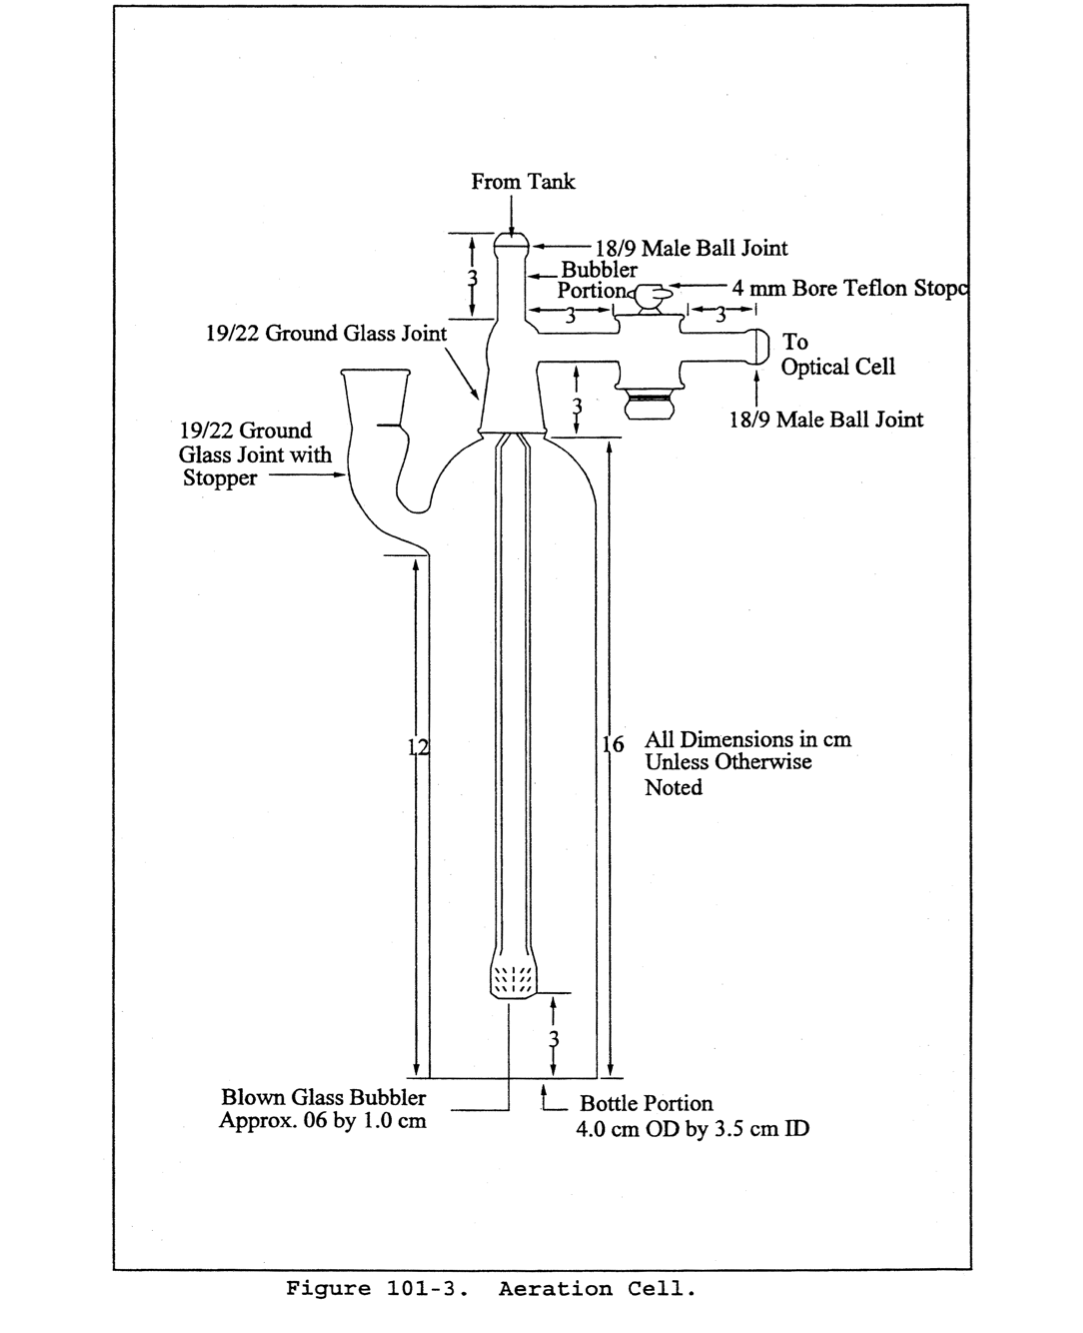 From Tank
18/9 Male Ball Joint
Bubbler
Portion
4 mm Bore Teflon Stopc
3
3
3
19/22 Ground Glass Joint
To
Optical Cell
3
18/9 Male Ball Joint
19/22 Ground
Glass Joint with
Stopper
12
16
All Dimensions in cm
Unless Otherwise
Noted
3
Blown Glass Bubbler
Approx. 06 by 1.0 cm
Bottle Portion
4.0 cm OD by 3.5 cm ID
Figure 101-3. Aeration Cell.